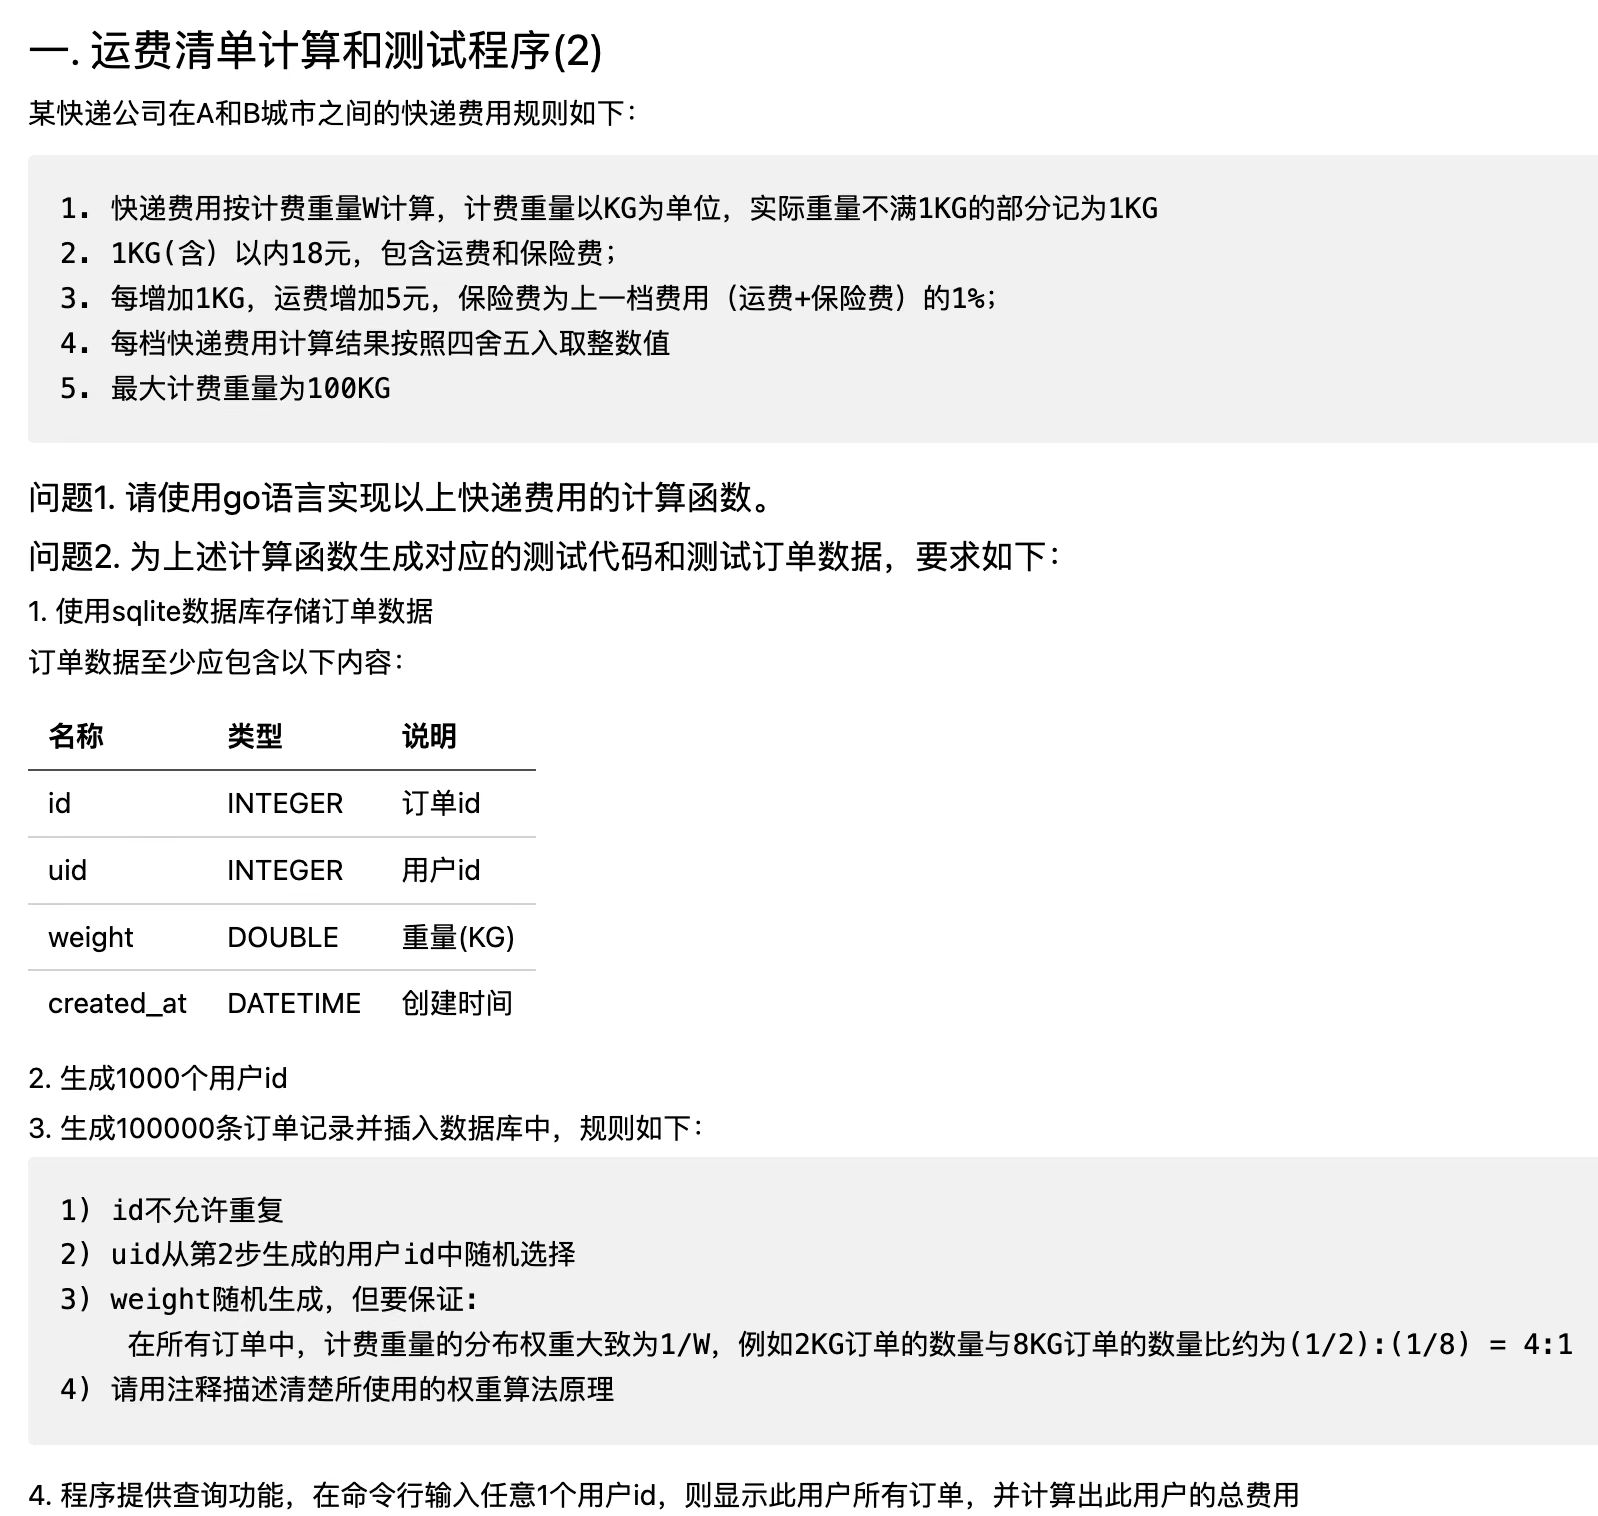 一. 运费清单计算和测试程序(2)
某快递公司在A和B城市之间的快递费用规则如下：
1. 快递费用按计费重量W计算，计费重量以KG为单位，实际重量不满1KG的部分记为1KG
2. 1KG(含）以内18元，包含运费和保险费；
3. 每增加1KG，运费增加5元，保险费为上一档费用（运费+保险费）的1%；
4. 每档快递费用计算结果按照四舍五入取整数值
5. 最大计费重量为100KG
问题1. 请使用go语言实现以上快递费用的计算函数。
问题2. 为上述计算函数生成对应的测试代码和测试订单数据，要求如下：
1. 使用sqlite数据库存储订单数据
订单数据至少应包含以下内容：
名称 类型 说明
id INTEGER 订单id
uid INTEGER 用户id
weight DOUBLE 重量(KG)
created_at DATETIME 创建时间
2. 生成1000个用户id
3. 生成100000条订单记录并插入数据库中，规则如下：
1) id不允许重复
2) uid从第2步生成的用户id中随机选择
3) weight随机生成，但要保证：
在所有订单中，计费重量的分布权重大致为1/W，例如2KG订单的数量与8KG订单的数量比约为(1/2):(1/8) = 4:1
4) 请用注释描述清楚所使用的权重算法原理
4. 程序提供查询功能，在命令行输入任意1个用户id，则显示此用户所有订单，并计算出此用户的总费用